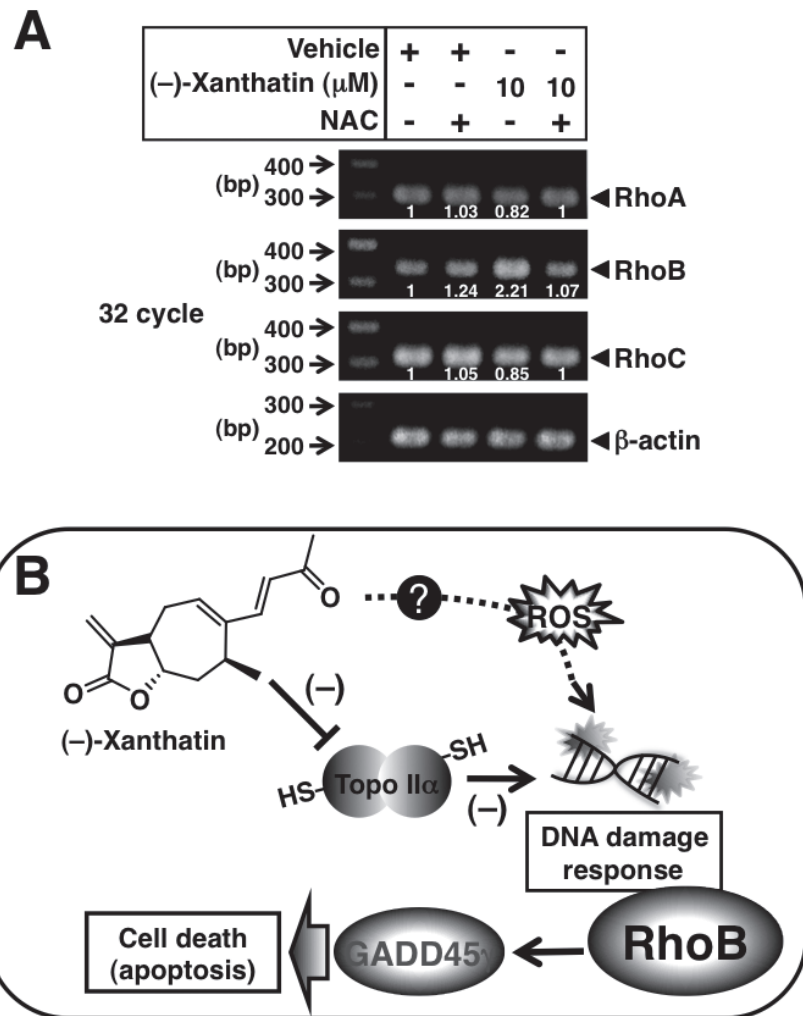 A
Vehicle + + - -
(–)-Xanthatin (μM) - - 10 10
NAC - + - +
(bp) 400
300
RhoA
1 1.03 0.82 1
(bp) 400
300
RhoB
1 1.24 2.21 1.07
32 cycle
(bp) 400
300
RhoC
1 1.05 0.85 1
(bp) 300
200
β-actin
B
O
?
ROS
O
O
(–)
(–)-Xanthatin
SH
HS
Topo IIα
(–)
DNA damage
response
Cell death
(apoptosis)
GADD45γ
RhoB